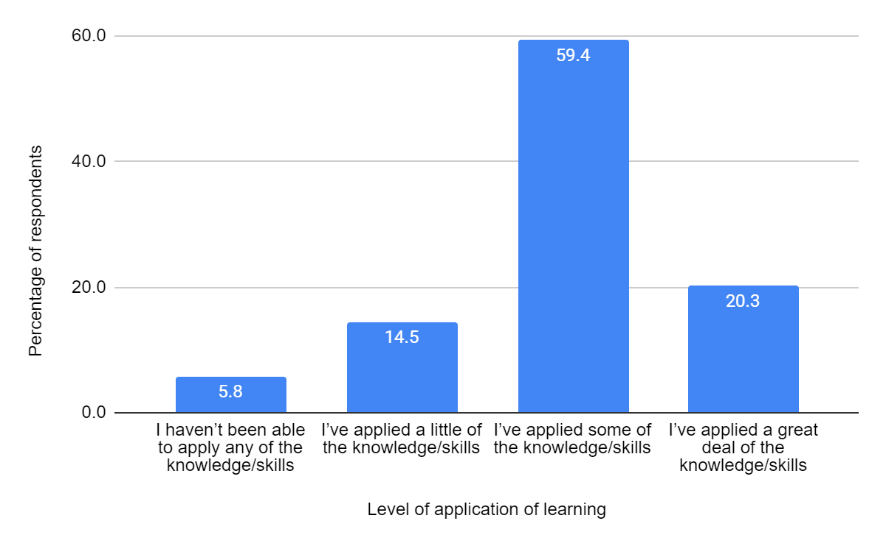 60.0
59.4
40.0
Percentage of respondents
20.0
20.3
14.5
5.8
0.0
I haven't been able
to apply any of the
knowledge/skills
I've applied a little of
the knowledge/skills
I've applied some of
the knowledge/skills
I've applied a great
deal of the
knowledge/skills
Level of application of learning